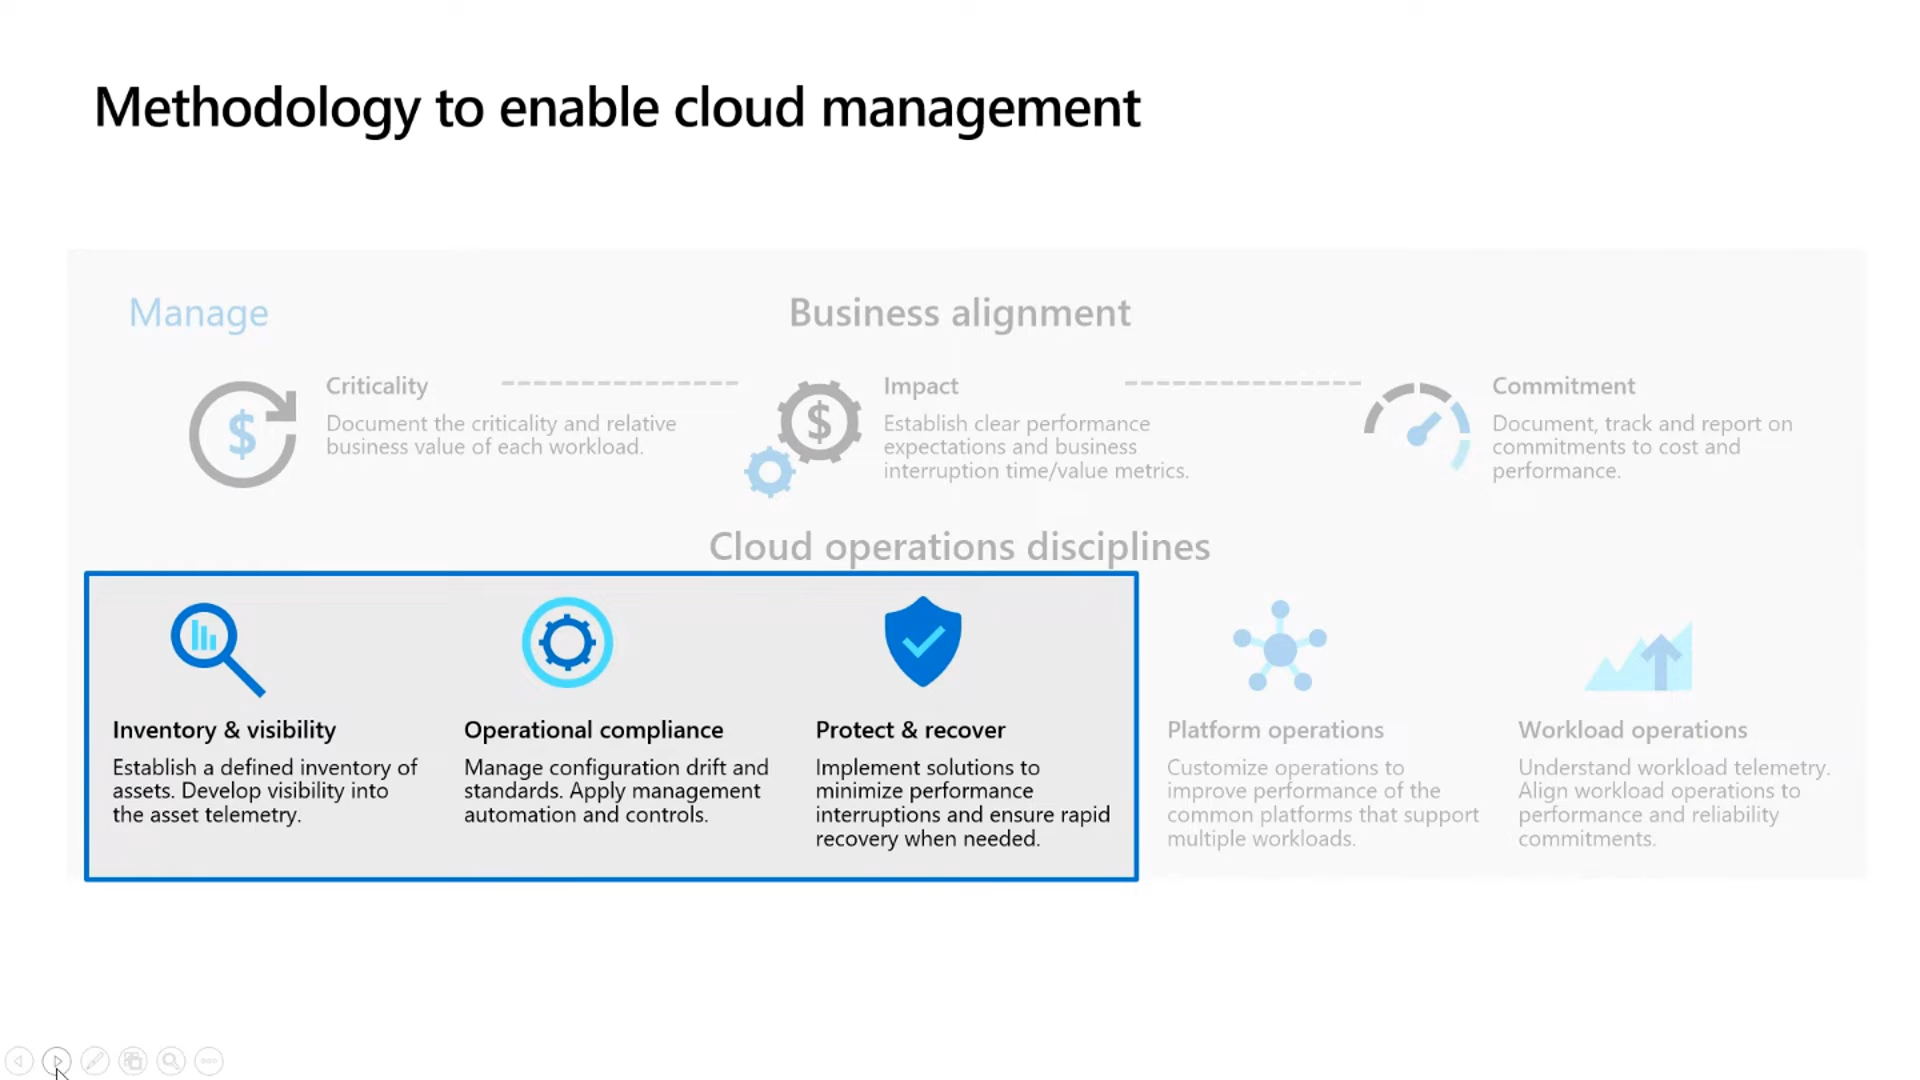 Methodology to enable cloud management
Manage
Business alignment
Criticality
Document the criticality and relative
business value of each workload.
$
Impact
Establish clear performance
expectations and business
interruption time/value metrics.
$
Commitment
Document, track and report on
commitments to cost and
performance.
Cloud operations disciplines
Inventory & visibility
Establish a defined inventory of
assets. Develop visibility into
the asset telemetry.
Operational compliance
Manage configuration drift and
standards. Apply management
automation and controls.
Protect & recover
Implement solutions to
minimize performance
interruptions and ensure rapid
recovery when needed.
Platform operations
Customize operations to
improve performance of the
common platforms that support
multiple workloads.
Workload operations
Understand workload telemetry.
Align workload operations to
performance and reliability
commitments.